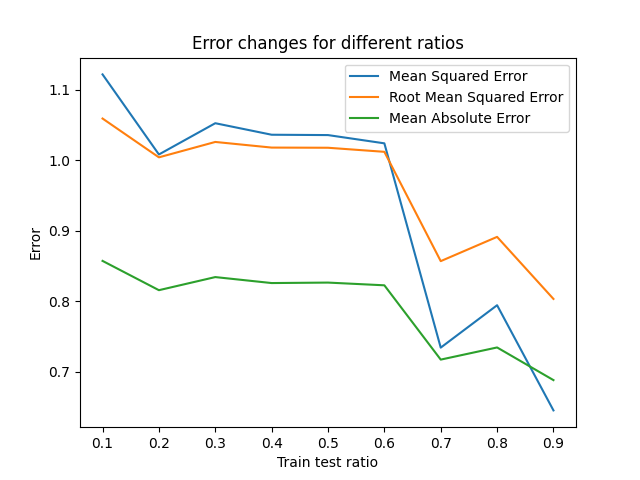 Error changes for different ratios
Mean Squared Error
Root Mean Squared Error
Mean Absolute Error
1.1
1.0
0.9
0.8
0.7
Error
0.1 0.2 0.3 0.4 0.5 0.6 0.7 0.8 0.9
Train test ratio